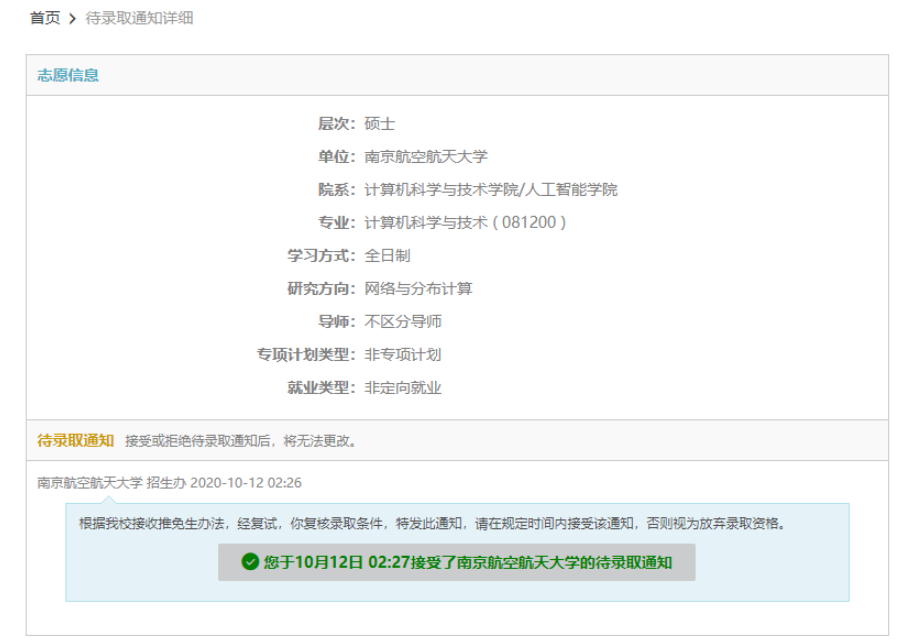 首页 > 待录取通知详细
志愿信息
层次：硕士
单位：南京航空航天大学
院系：计算机科学与技术学院/人工智能学院
专业：计算机科学与技术（081200）
学习方式：全日制
研究方向：网络与分布计算
导师：不区分导师
专项计划类型：非专项计划
就业类型：非定向就业
待录取通知 接受或拒绝待录取通知后，将无法更改。
南京航空航天大学 招生办 2020-10-12 02:26
根据我校接收推免生办法，经复试，你复核录取条件，特发此通知，请在规定时间内接受该通知，否则视为放弃录取资格。
您于10月12日 02:27接受了南京航空航天大学的待录取通知